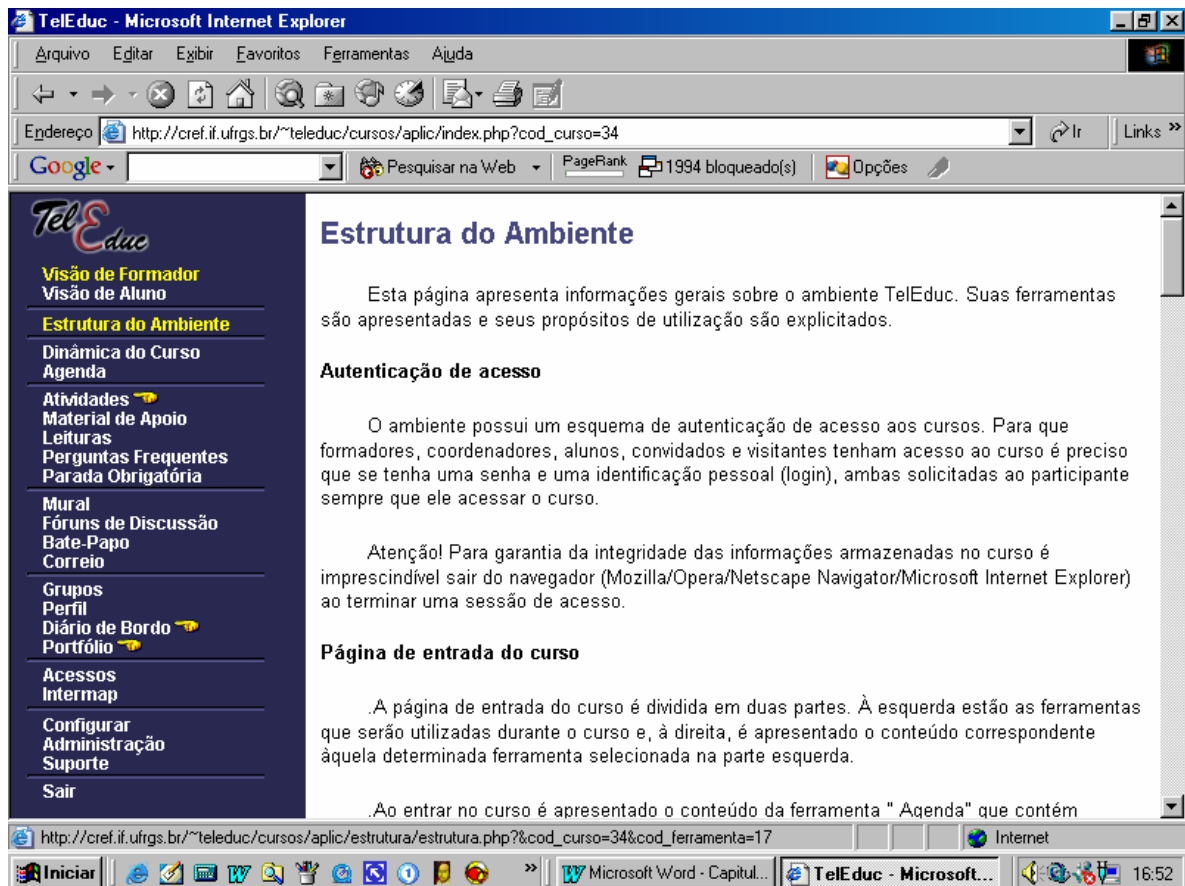 TelEduc - Microsoft Internet Explorer
Arquivo Editar Exibir Favoritos Ferramentas Ajuda
Endereço http://cref.if.ufrgs.br/~teleduc/cursos/aplic/index.php?cod_curso=34 Ir Links »
Google Pesquisar na Web PageRank 1994 bloqueado(s) Opções
TelEduc
Visão de Formador
Visão de Aluno
Estrutura do Ambiente
Dinâmica do Curso
Agenda
Atividades
Material de Apoio
Leituras
Perguntas Frequentes
Parada Obrigatória
Mural
Fóruns de Discussão
Bate-Papo
Correio
Grupos
Perfil
Diário de Bordo
Portfólio
Acessos
Intermap
Configurar
Administração
Suporte
Sair
Estrutura do Ambiente
Esta página apresenta informações gerais sobre o ambiente TelEduc. Suas ferramentas
são apresentadas e seus propósitos de utilização são explicitados.
Autenticação de acesso
O ambiente possui um esquema de autenticação de acesso aos cursos. Para que
formadores, coordenadores, alunos, convidados e visitantes tenham acesso ao curso é preciso
que se tenha uma senha e uma identificação pessoal (login), ambas solicitadas ao participante
sempre que ele acessar o curso.
Atenção! Para garantia da integridade das informações armazenadas no curso é
imprescindível sair do navegador (Mozilla/Opera/Netscape Navigator/Microsoft Internet Explorer)
ao terminar uma sessão de acesso.
Página de entrada do curso
.A página de entrada do curso é dividida em duas partes. À esquerda estão as ferramentas
que serão utilizadas durante o curso e, à direita, é apresentado o conteúdo correspondente
àquela determinada ferramenta selecionada na parte esquerda.
.Ao entrar no curso é apresentado o conteúdo da ferramenta " Agenda" que contém
http://cref.if.ufrgs.br/~teleduc/cursos/aplic/estrutura/estrutura.php?&cod_curso=34&cod_ferramenta=17 Internet
Iniciar » Microsoft Word - Capitul... TelEduc - Microsoft... 16:52